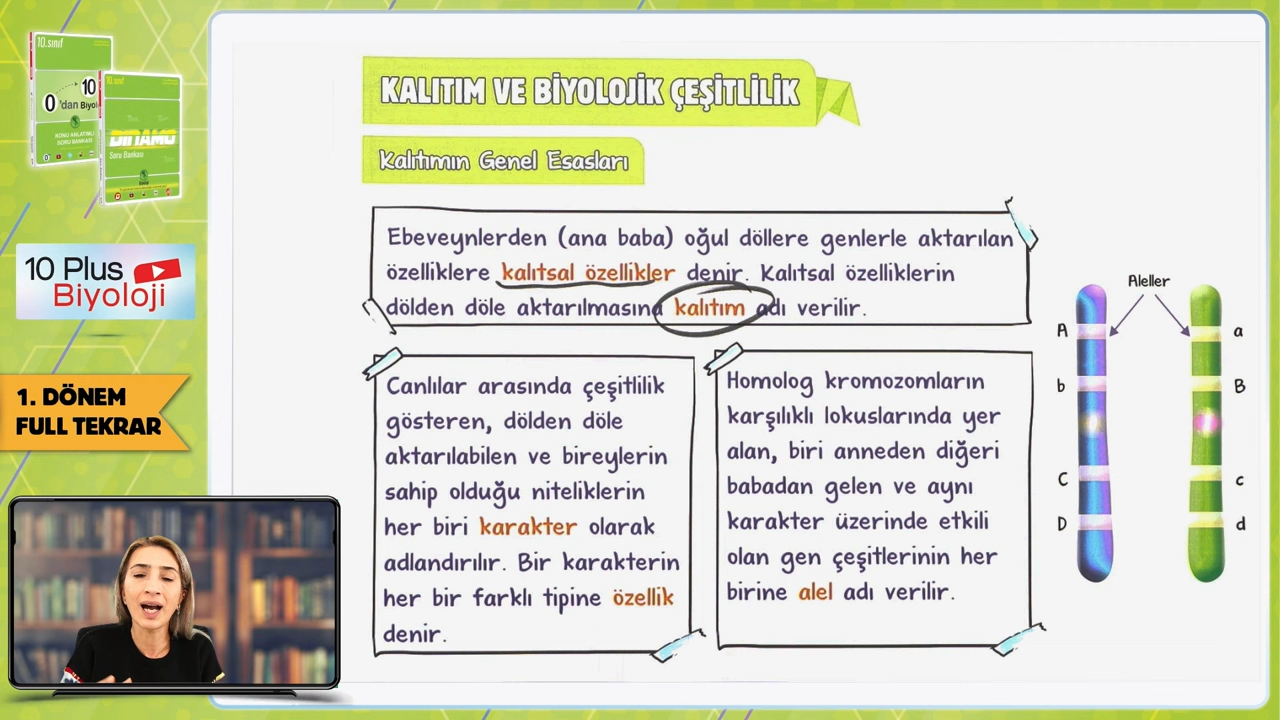 10.sınıf
10
0 'dan Biyol
KONU ANLATIMLI
SORU BANKASI
10.sınıf
DİNAMO
Soru Bankası
10 Plus
Biyoloji
1. DÖNEM
FULL TEKRAR
KALITIM VE BİYOLOJİK ÇEŞİTLİLİK
Kalıtımın Genel Esasları
Ebeveynlerden (ana baba) oğul döllere genlerle aktarılan
özelliklere kalıtsal özellikler denir. Kalıtsal özelliklerin
dölden döle aktarılmasına kalıtım adı verilir.
Canlılar arasında çeşitlilik
gösteren, dölden döle
aktarılabilen ve bireylerin
sahip olduğu niteliklerin
her biri karakter olarak
adlandırılır. Bir karakterin
her bir farklı tipine özellik
denir.
Homolog kromozomların
karşılıklı lokuslarında yer
alan, biri anneden diğeri
babadan gelen ve aynı
karakter üzerinde etkili
olan gen çeşitlerinin her
birine alel adı verilir.
Aleller
A a
b B
C c
D d